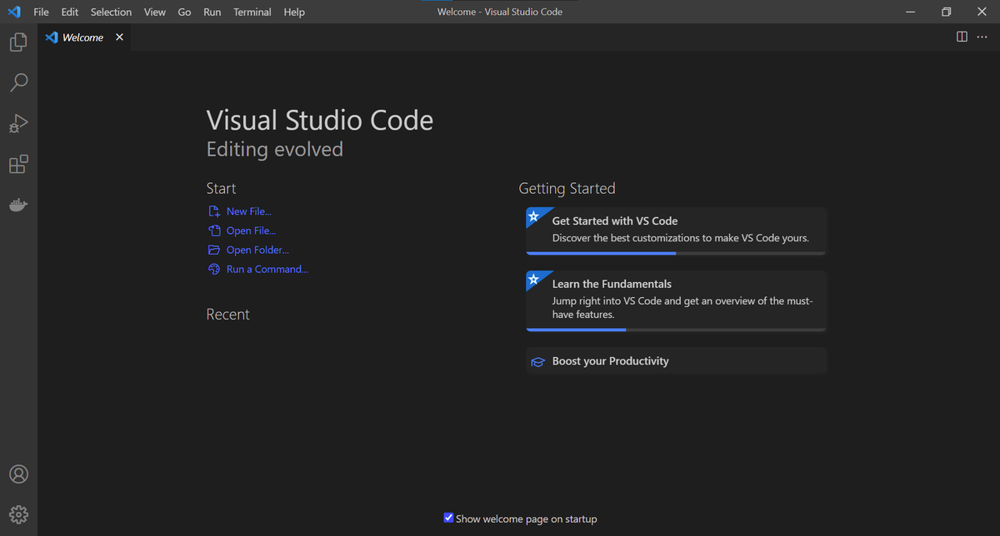 File Edit Selection View Go Run Terminal Help
Welcome - Visual Studio Code
Welcome
Visual Studio Code
Editing evolved
Start
New File...
Open File...
Open Folder...
Run a Command...
Recent
Getting Started
Get Started with VS Code
Discover the best customizations to make VS Code yours.
Learn the Fundamentals
Jump right into VS Code and get an overview of the must-
have features.
Boost your Productivity
Show welcome page on startup